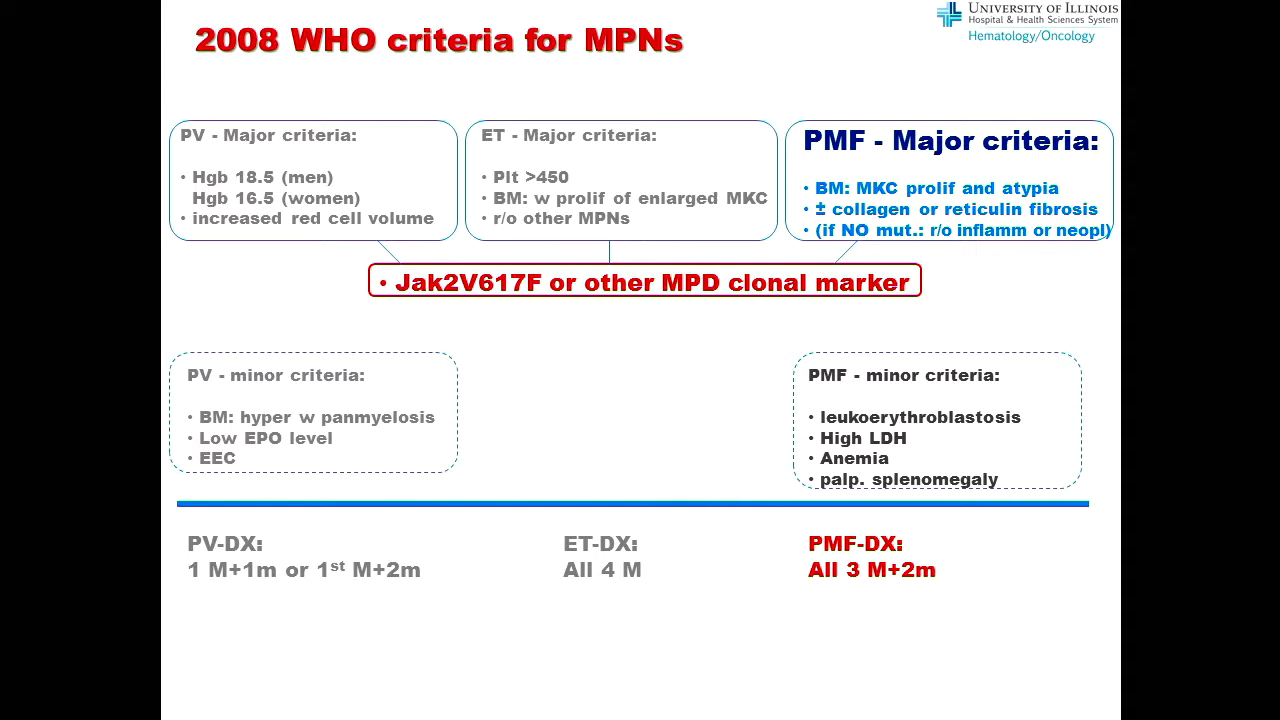 2008 WHO criteria for MPNs
UNIVERSITY OF ILLINOIS
Hospital & Health Sciences System
Hematology/Oncology
PV - Major criteria:
• Hgb 18.5 (men)
Hgb 16.5 (women)
• increased red cell volume
ET - Major criteria:
• Plt >450
• BM: w prolif of enlarged MKC
• r/o other MPNs
PMF - Major criteria:
• BM: MKC prolif and atypia
• ± collagen or reticulin fibrosis
• (if NO mut.: r/o inflamm or neopl)
• Jak2V617F or other MPD clonal marker
PV - minor criteria:
• BM: hyper w panmyelosis
• Low EPO level
• EEC
PMF - minor criteria:
• leukoerythroblastosis
• High LDH
• Anemia
• palp. splenomegaly
PV-DX:
1 M+1m or 1st M+2m
ET-DX:
All 4 M
PMF-DX:
All 3 M+2m